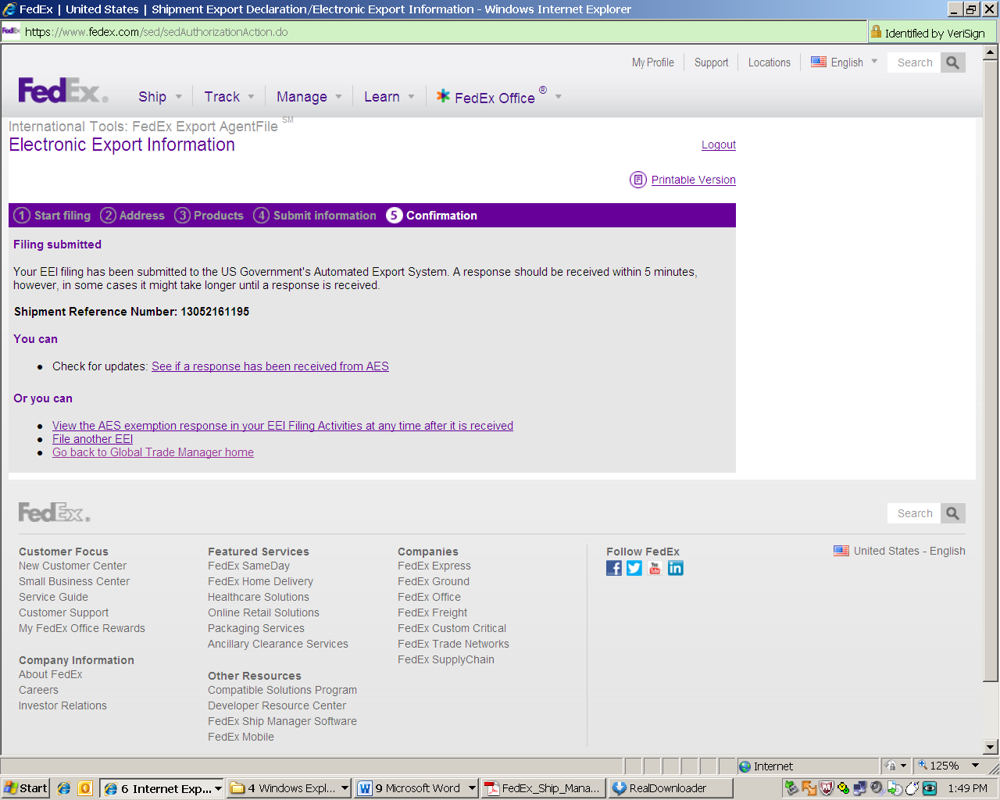 FedEx | United States | Shipment Export Declaration/Electronic Export Information - Windows Internet Explorer
FedEx https://www.fedex.com/sed/sedAuthorizationAction.do Identified by VeriSign
My Profile Support Locations English Search
FedEx® Ship Track Manage Learn FedEx Office ®
International Tools: FedEx Export AgentFile SM
Electronic Export Information Logout
Printable Version
1 Start filing 2 Address 3 Products 4 Submit information 5 Confirmation
Filing submitted
Your EEI filing has been submitted to the US Government's Automated Export System. A response should be received within 5 minutes,
however, in some cases it might take longer until a response is received.
Shipment Reference Number: 13052161195
You can
• Check for updates: See if a response has been received from AES
Or you can
• View the AES exemption response in your EEI Filing Activities at any time after it is received
• File another EEI
• Go back to Global Trade Manager home
FedEx® Search
Customer Focus
New Customer Center
Small Business Center
Service Guide
Customer Support
My FedEx Office Rewards
Company Information
About FedEx
Careers
Investor Relations
Featured Services
FedEx SameDay
FedEx Home Delivery
Healthcare Solutions
Online Retail Solutions
Packaging Services
Ancillary Clearance Services
Other Resources
Compatible Solutions Program
Developer Resource Center
FedEx Ship Manager Software
FedEx Mobile
Companies
FedEx Express
FedEx Ground
FedEx Office
FedEx Freight
FedEx Custom Critical
FedEx Trade Networks
FedEx SupplyChain
Follow FedEx
f You Tube in
United States - English
Internet 125%
Start 6 Internet Exp... 4 Windows Expl... 9 Microsoft Word FedEx_Ship_Mana... RealDownloader 1:49 PM